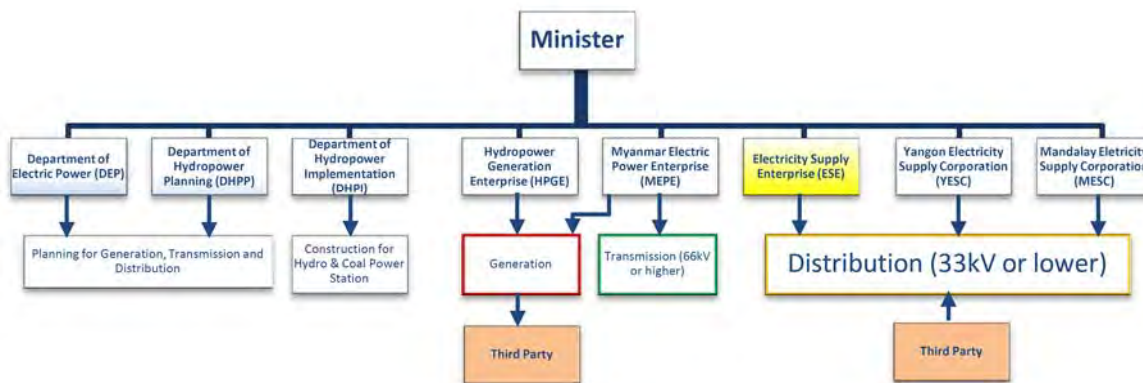 Minister
Department of
Electric Power (DEP)
Department of
Hydropower
Planning (DHPP)
Department of
Hydropower
Implementation
(DHPI)
Hydropower
Generation
Enterprise (HPGE)
Myanmar Electric
Power Enterprise
(MEPE)
Electricity Supply
Enterprise (ESE)
Yangon Electricity
Supply Corporation
(YESC)
Mandalay Eletricity
Supply Corporation
(MESC)
Planning for Generation, Transmission and
Distribution
Construction for
Hydro & Coal Power
Station
Generation
Transmission (66kV
or higher)
Distribution (33kV or lower)
Third Party
Third Party